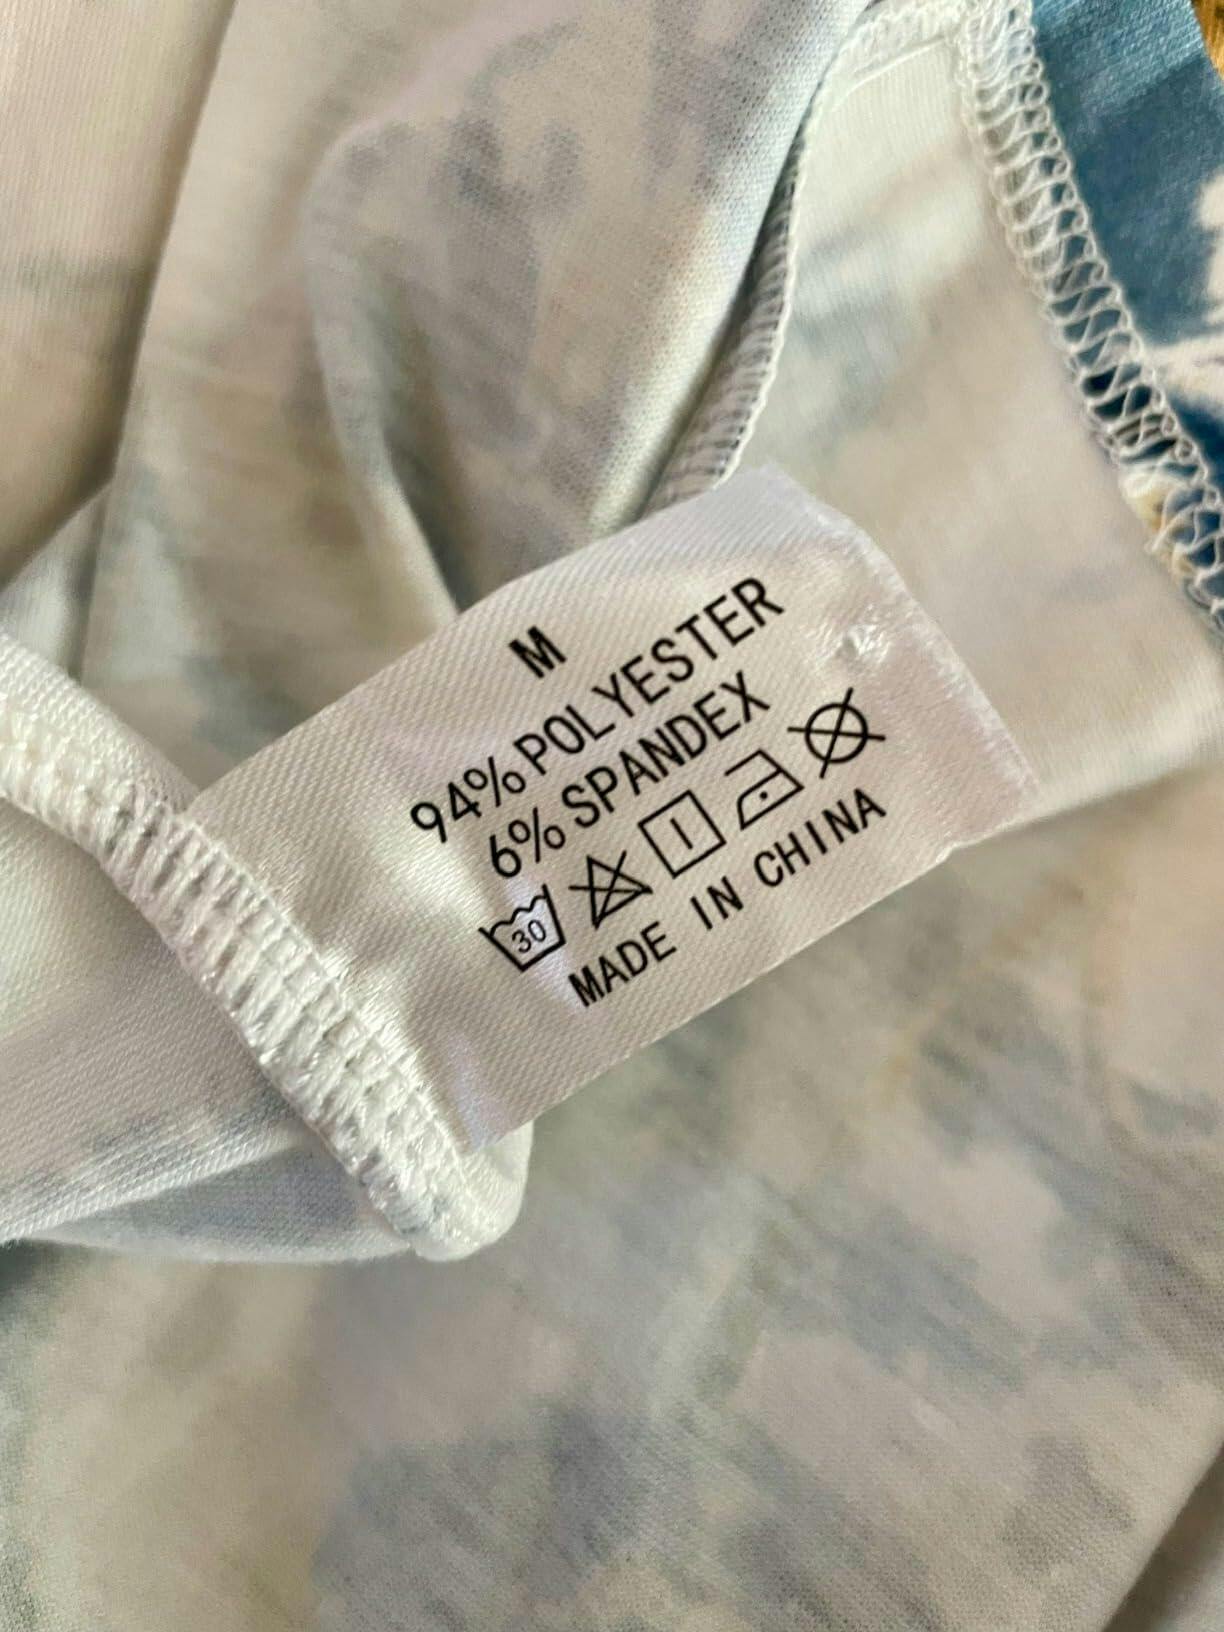 M
94% POLYESTER
6% SPANDEX
30
MADE IN CHINA